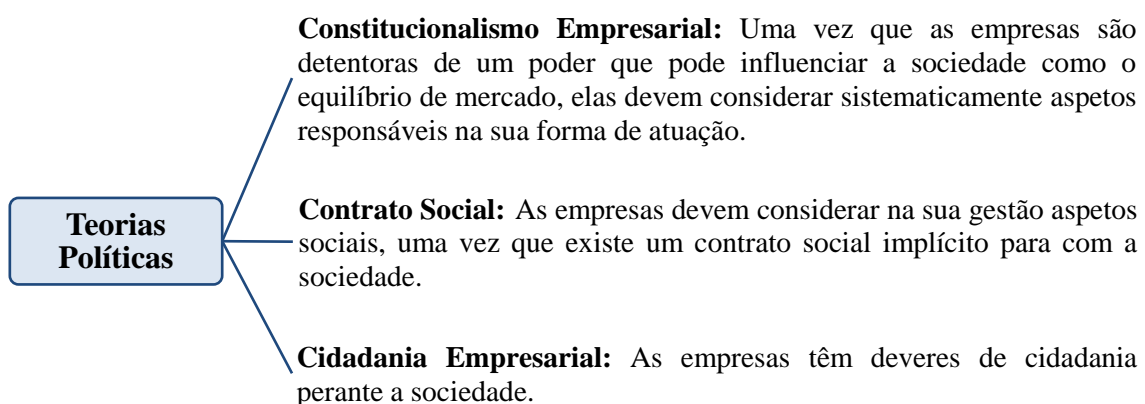 Constitucionalismo Empresarial: Uma vez que as empresas são
detentoras de um poder que pode influenciar a sociedade como o
equilíbrio de mercado, elas devem considerar sistematicamente aspetos
responsáveis na sua forma de atuação.
Teorias
Políticas
Contrato Social: As empresas devem considerar na sua gestão aspetos
sociais, uma vez que existe um contrato social implícito para com a
sociedade.
Cidadania Empresarial: As empresas têm deveres de cidadania
perante a sociedade.